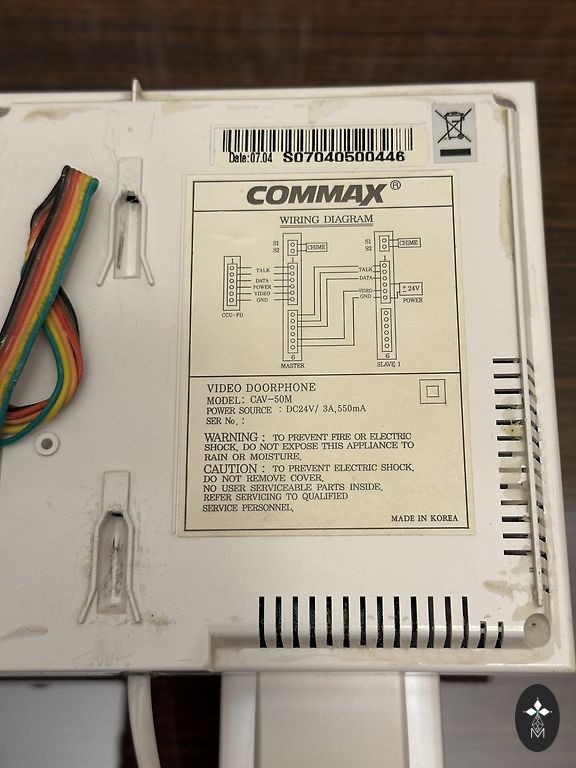 Date:07.04 S07040500446
COMMAX®
WIRING DIAGRAM
S1
S2
CHIME
S1
S2
CHIME
1
TALK
DATA
POWER
VIDEO
GND
1
TALK
DATA
VIDEO
GND
1
± 24V
POWER
CCU-FD
6
MASTER
6
SLAVE 1
VIDEO DOORPHONE
MODEL: CAV-50M
POWER SOURCE : DC24V/ 3A, 550mA
SER No. :
WARNING : TO PREVENT FIRE OR ELECTRIC
SHOCK, DO NOT EXPOSE THIS APPLIANCE TO
RAIN OR MOISTURE.
CAUTION : TO PREVENT ELECTRIC SHOCK,
DO NOT REMOVE COVER.
NO USER SERVICEABLE PARTS INSIDE.
REFER SERVICING TO QUALIFIED
SERVICE PERSONNEL.
MADE IN KOREA
M